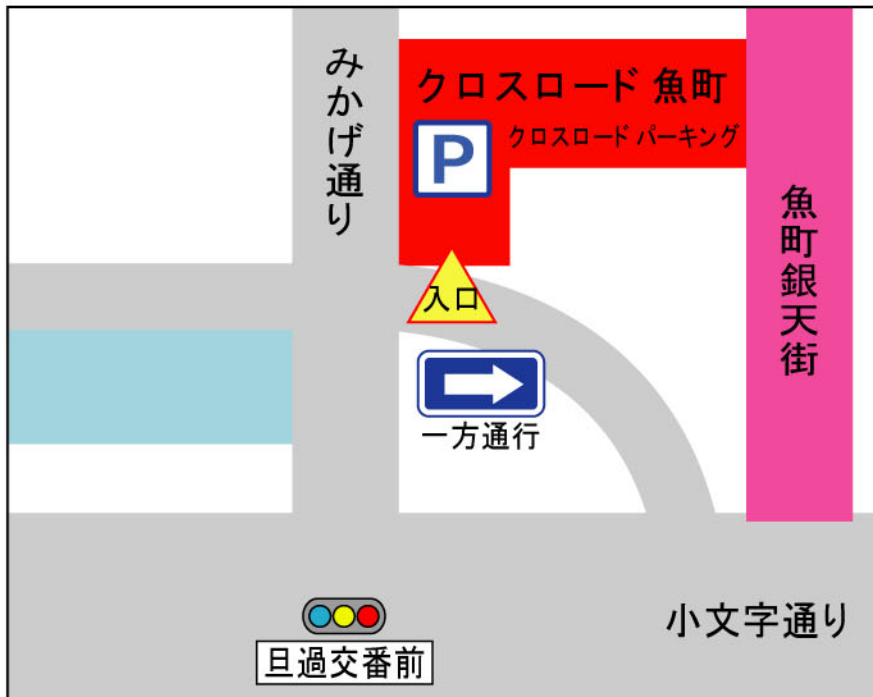 みかげ通り
クロスロード 魚町
P
クロスロード パーキング
魚町銀天街
入口
一方通行
小文字通り
旦過交番前